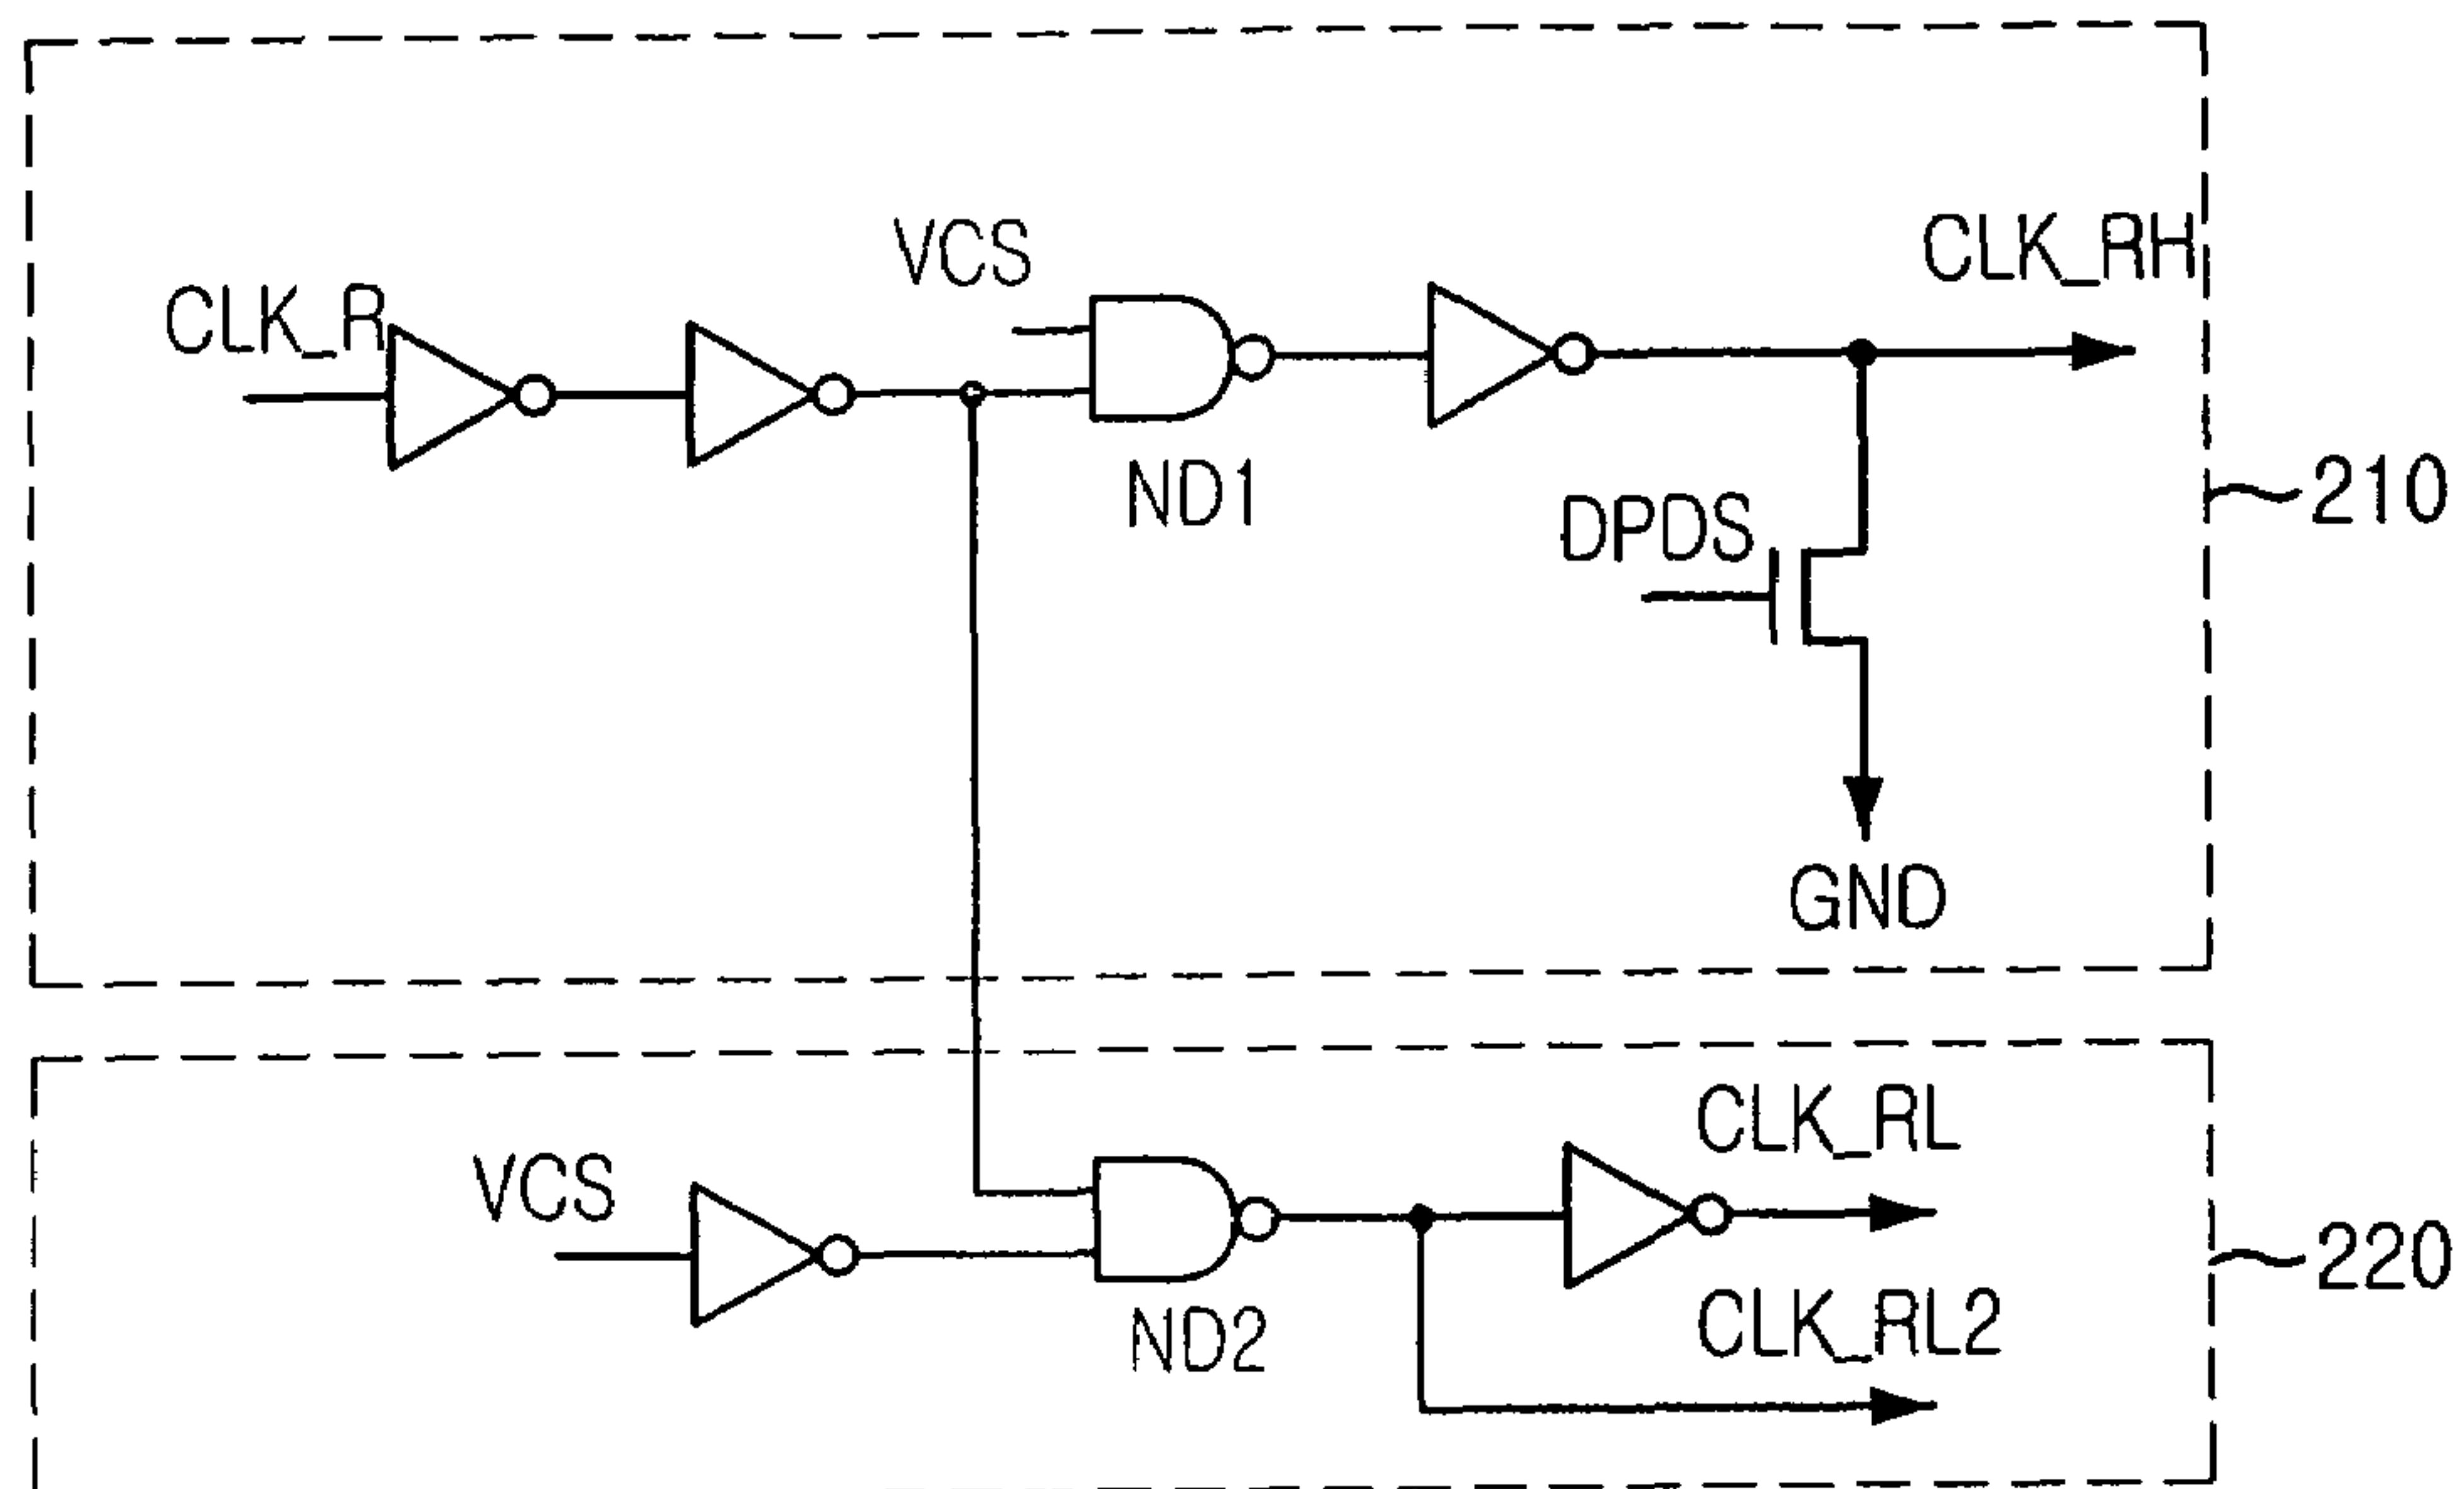 VCS
CLK_RH
CLK_R
ND1
DPDS
210
GND
CLK_RL
VCS
220
CLK_RL2
ND2